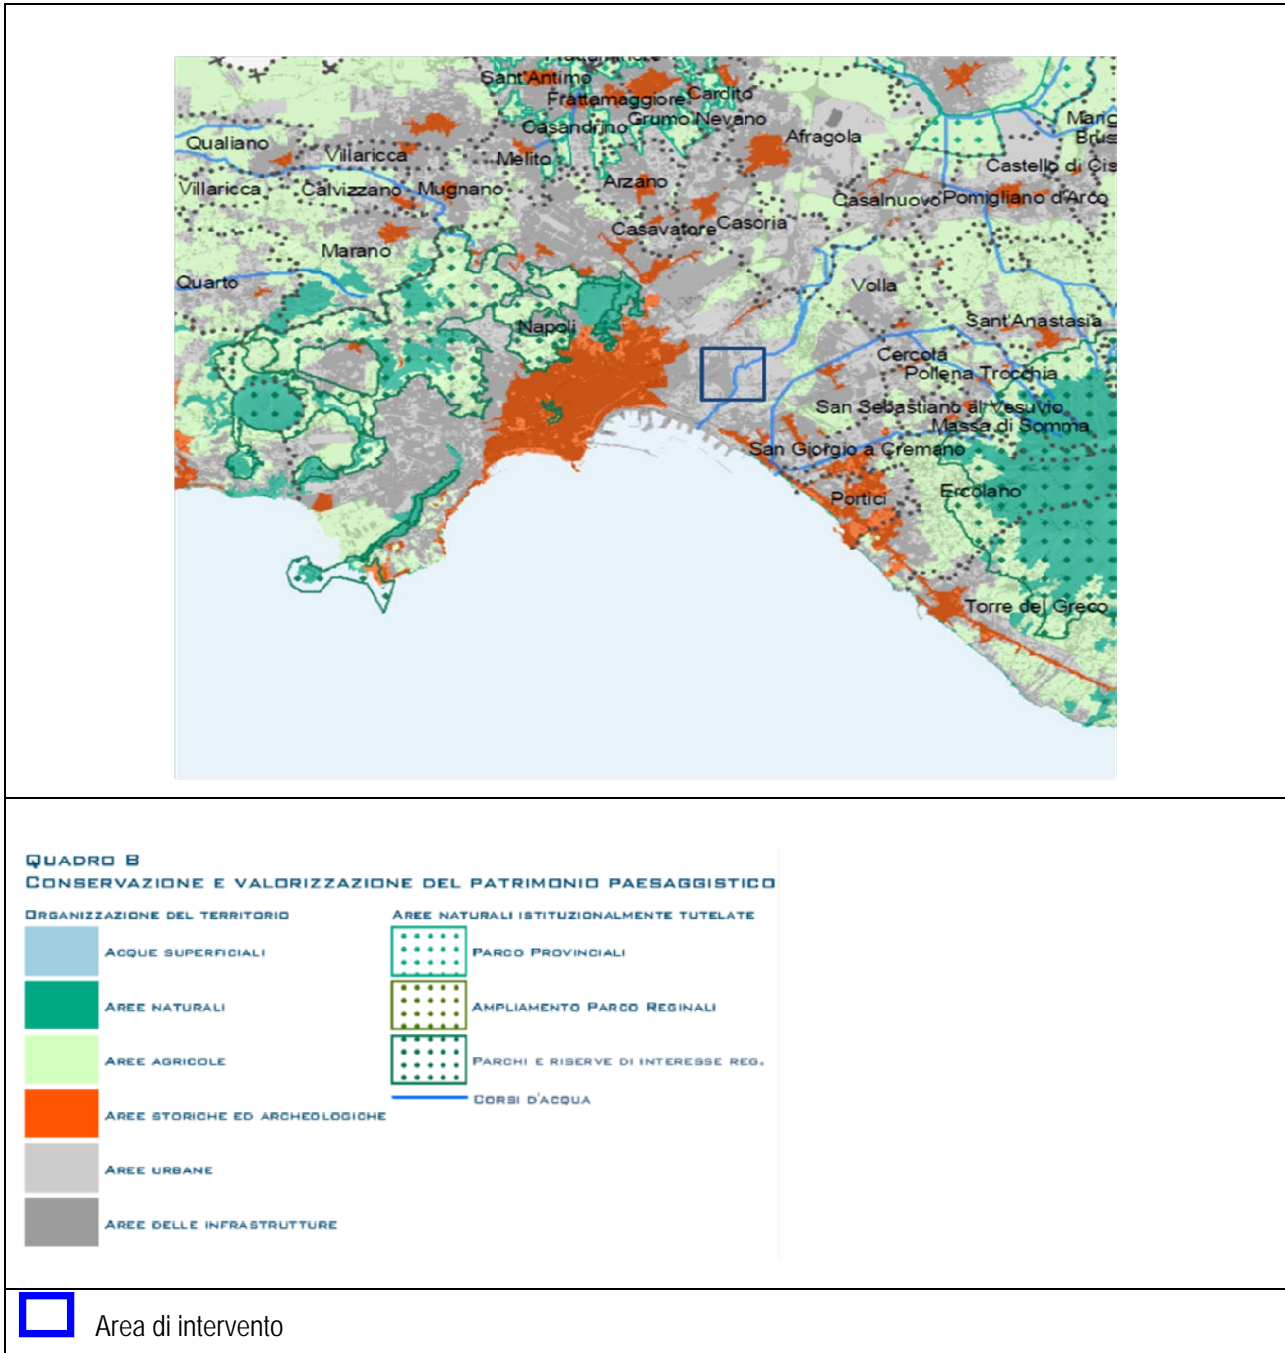 Sant'Antimo
Frattamaggiore
Cardito
Casandrino
Grumo Nevano
Afragola
Qualiano
Villaricca
Melito
Castello di Cis
Marig
Brus
Villaricca
Calvizzano
Mugnano
Arzano
Casalnuovo
Pomigliano d'Arco
Casavatore
Casoria
Marano
Quarto
Volla
Napoli
Sant'Anastasia
Cercola
Pollena Trocchia
San Sebastiano al Vesuvio
Massa di Somma
San Giorgio a Cremano
Portici
Ercolano
Torre del Greco
QUADRO B
CONSERVAZIONE E VALORIZZAZIONE DEL PATRIMONIO PAESAGGISTICO
ORGANIZZAZIONE DEL TERRITORIO
ACQUE SUPERFICIALI
AREE NATURALI
AREE AGRICOLE
AREE STORICHE ED ARCHEOLOGICHE
AREE URBANE
AREE DELLE INFRASTRUTTURE
AREE NATURALI ISTITUZIONALMENTE TUTELATE
PARCO PROVINCIALI
AMPLIAMENTO PARCO REGINALI
PARCHI E RISERVE DI INTERESSE REG.
CORSI D'ACQUA
Area di intervento